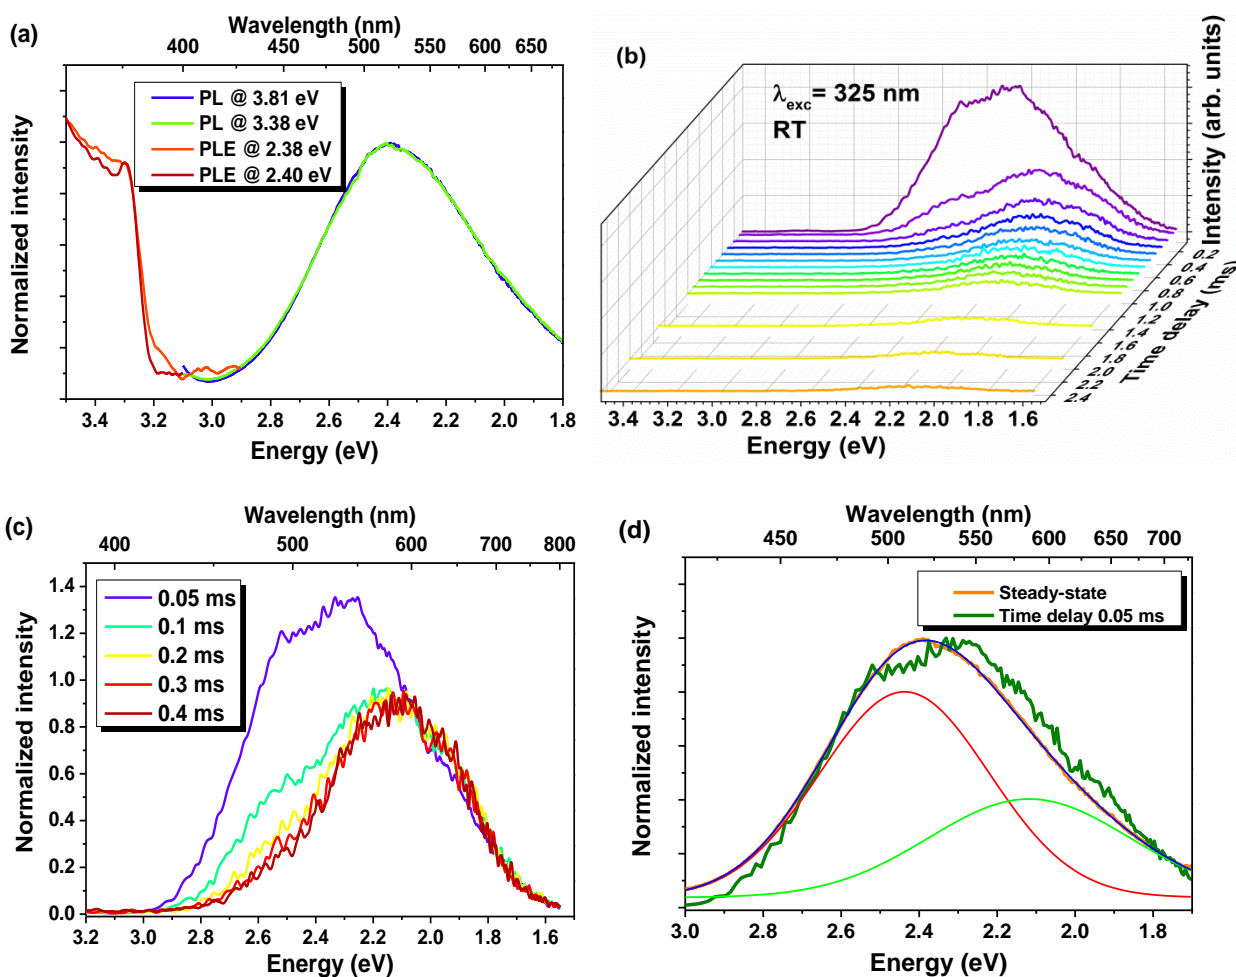 (a)
Wavelength (nm)
400 450 500 550 600 650
PL @ 3.81 eV
PL @ 3.38 eV
PLE @ 2.38 eV
PLE @ 2.40 eV
Normalized intensity
3.4 3.2 3.0 2.8 2.6 2.4 2.2 2.0 1.8
Energy (eV)
(b)
λexc= 325 nm
RT
Intensity (arb. units)
0.2
0.4
0.6
0.8
1.0
1.2
1.4
1.6
1.8
2.0
2.2
2.4
Time delay (ms)
3.4 3.2 3.0 2.8 2.6 2.4 2.2 2.0 1.8 1.6
Energy (eV)
(c)
Wavelength (nm)
400 500 600 700 800
0.05 ms
0.1 ms
0.2 ms
0.3 ms
0.4 ms
1.4
1.2
1.0
0.8
0.6
0.4
0.2
0.0
Normalized intensity
3.2 3.0 2.8 2.6 2.4 2.2 2.0 1.8 1.6
Energy (eV)
(d)
Wavelength (nm)
450 500 550 600 650 700
Steady-state
Time delay 0.05 ms
Normalized intensity
3.0 2.8 2.6 2.4 2.2 2.0 1.8
Energy (eV)